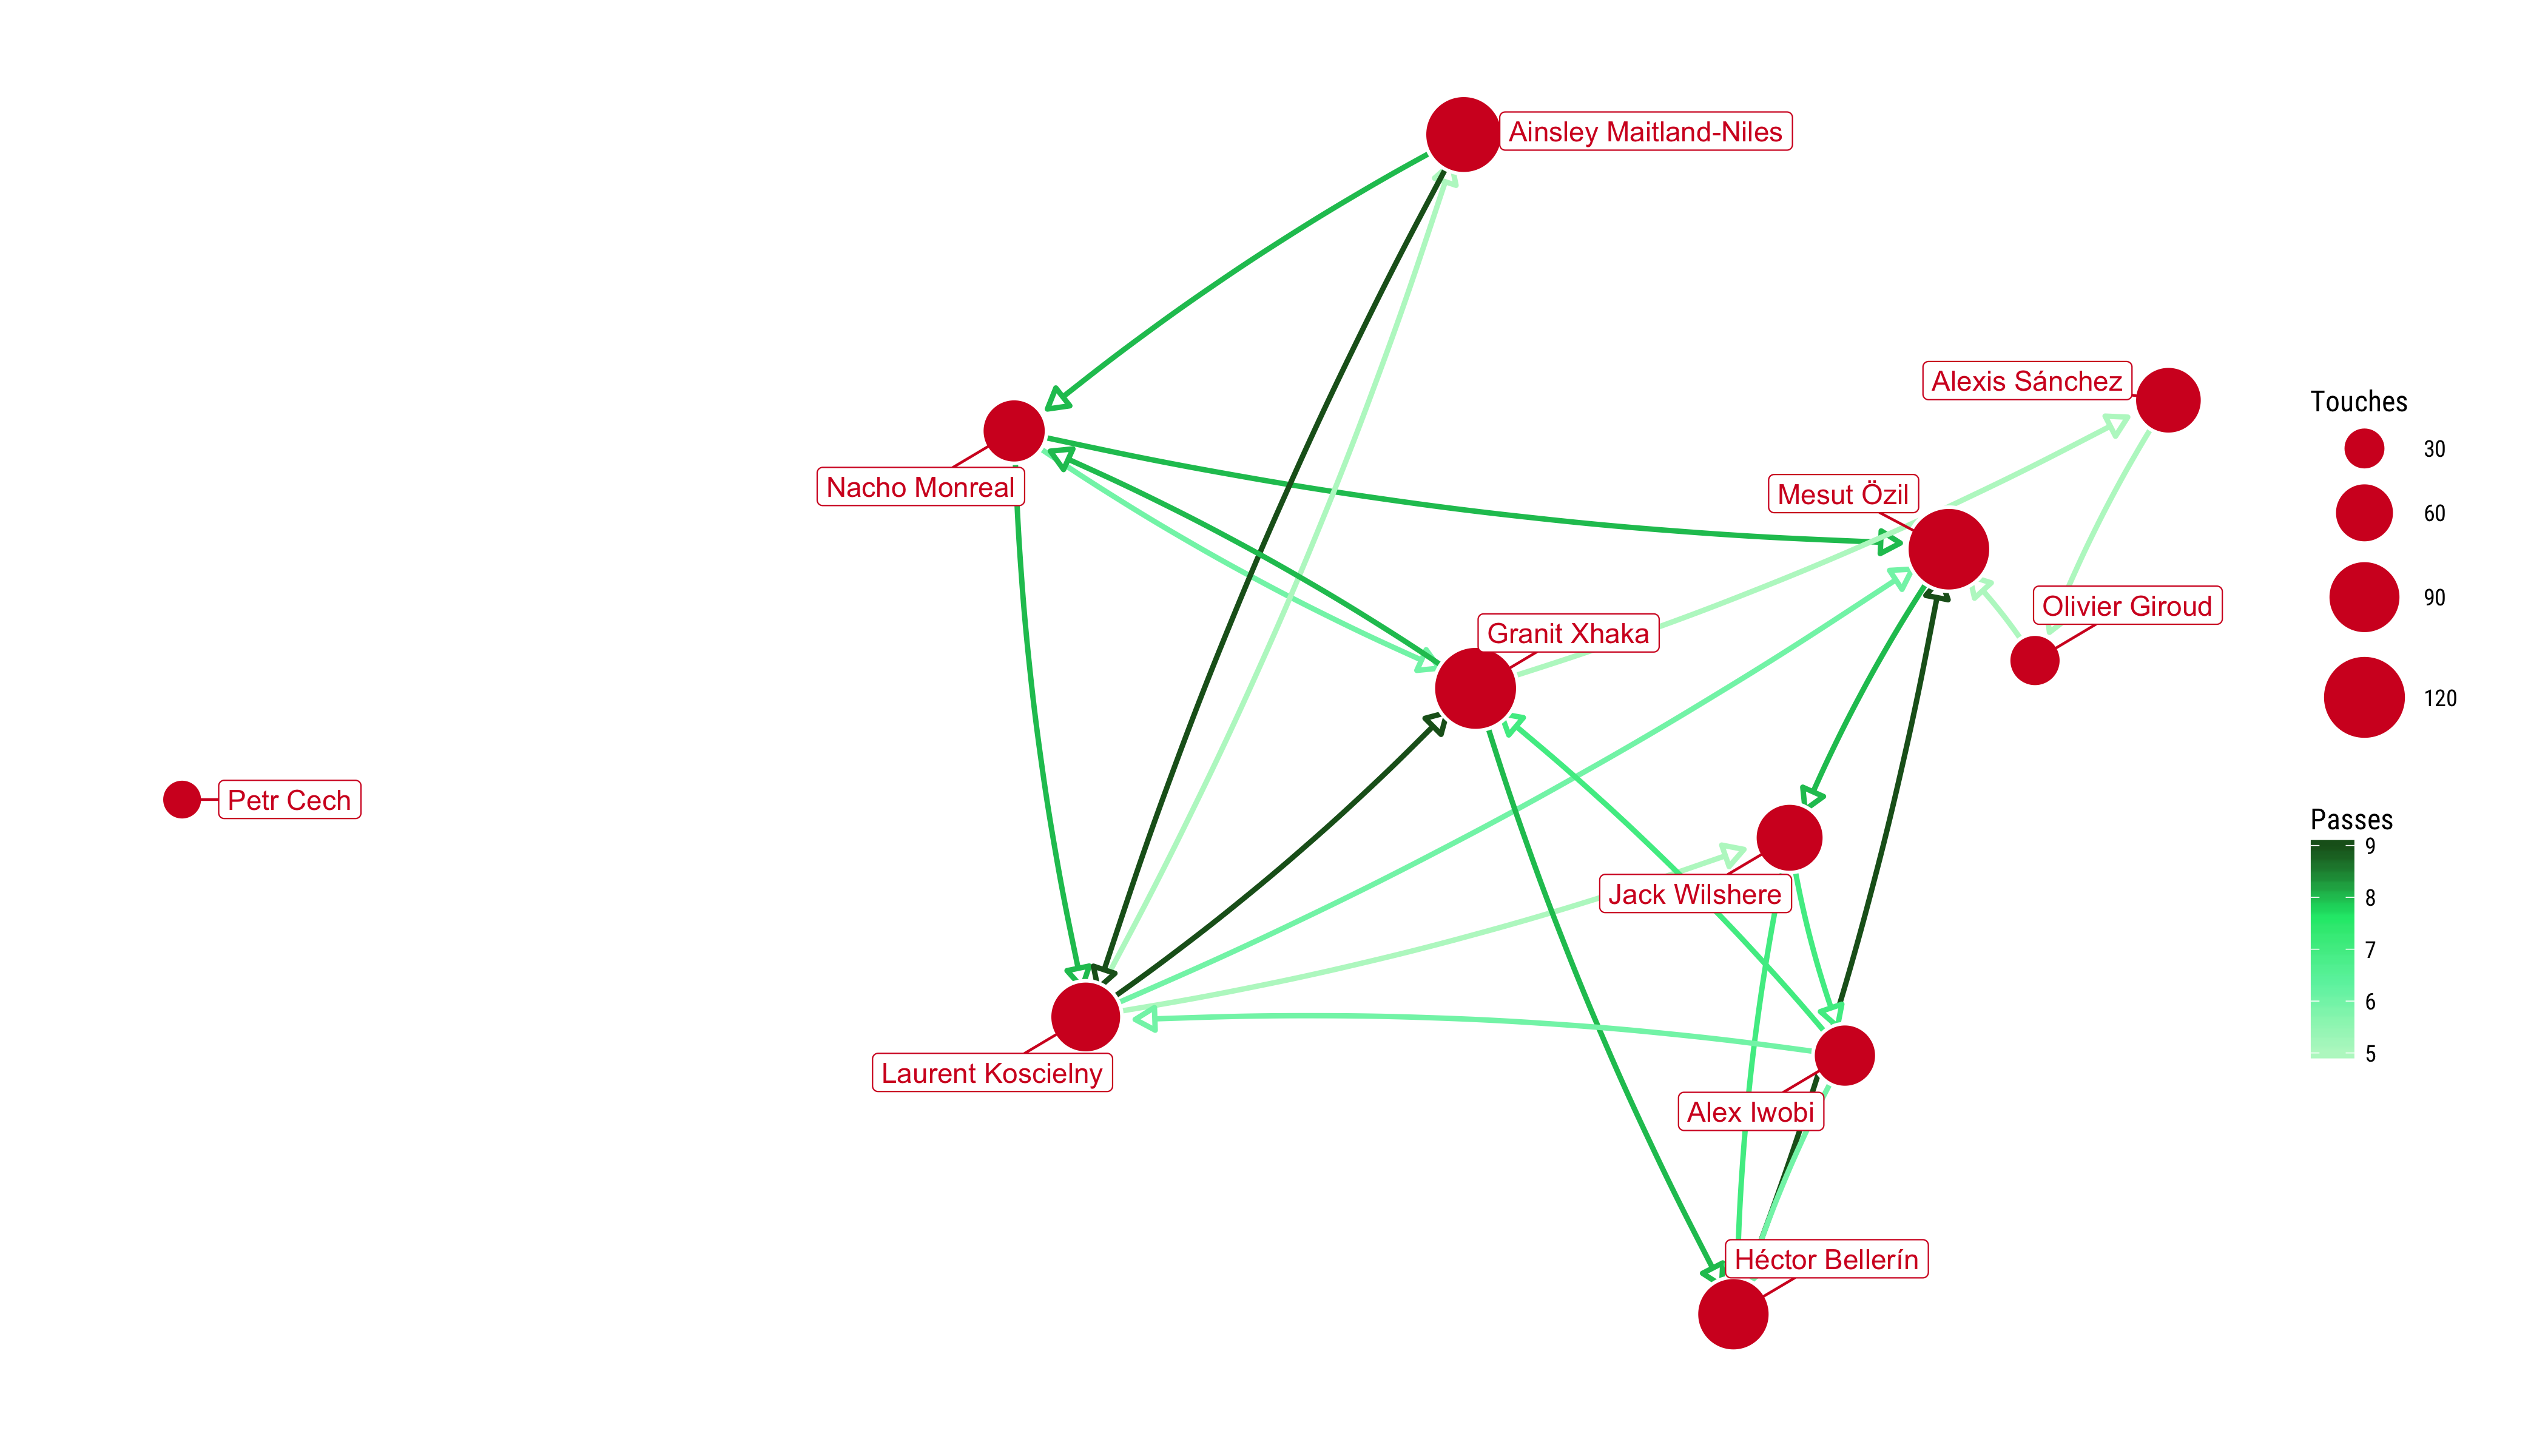 Ainsley Maitland-Niles
Alexis Sánchez
Nacho Monreal
Mesut Özil
Olivier Giroud
Granit Xhaka
Petr Cech
Jack Wilshere
Laurent Koscielny
Alex Iwobi
Héctor Bellerín
Touches
30
60
90
120
Passes
9
8
7
6
5